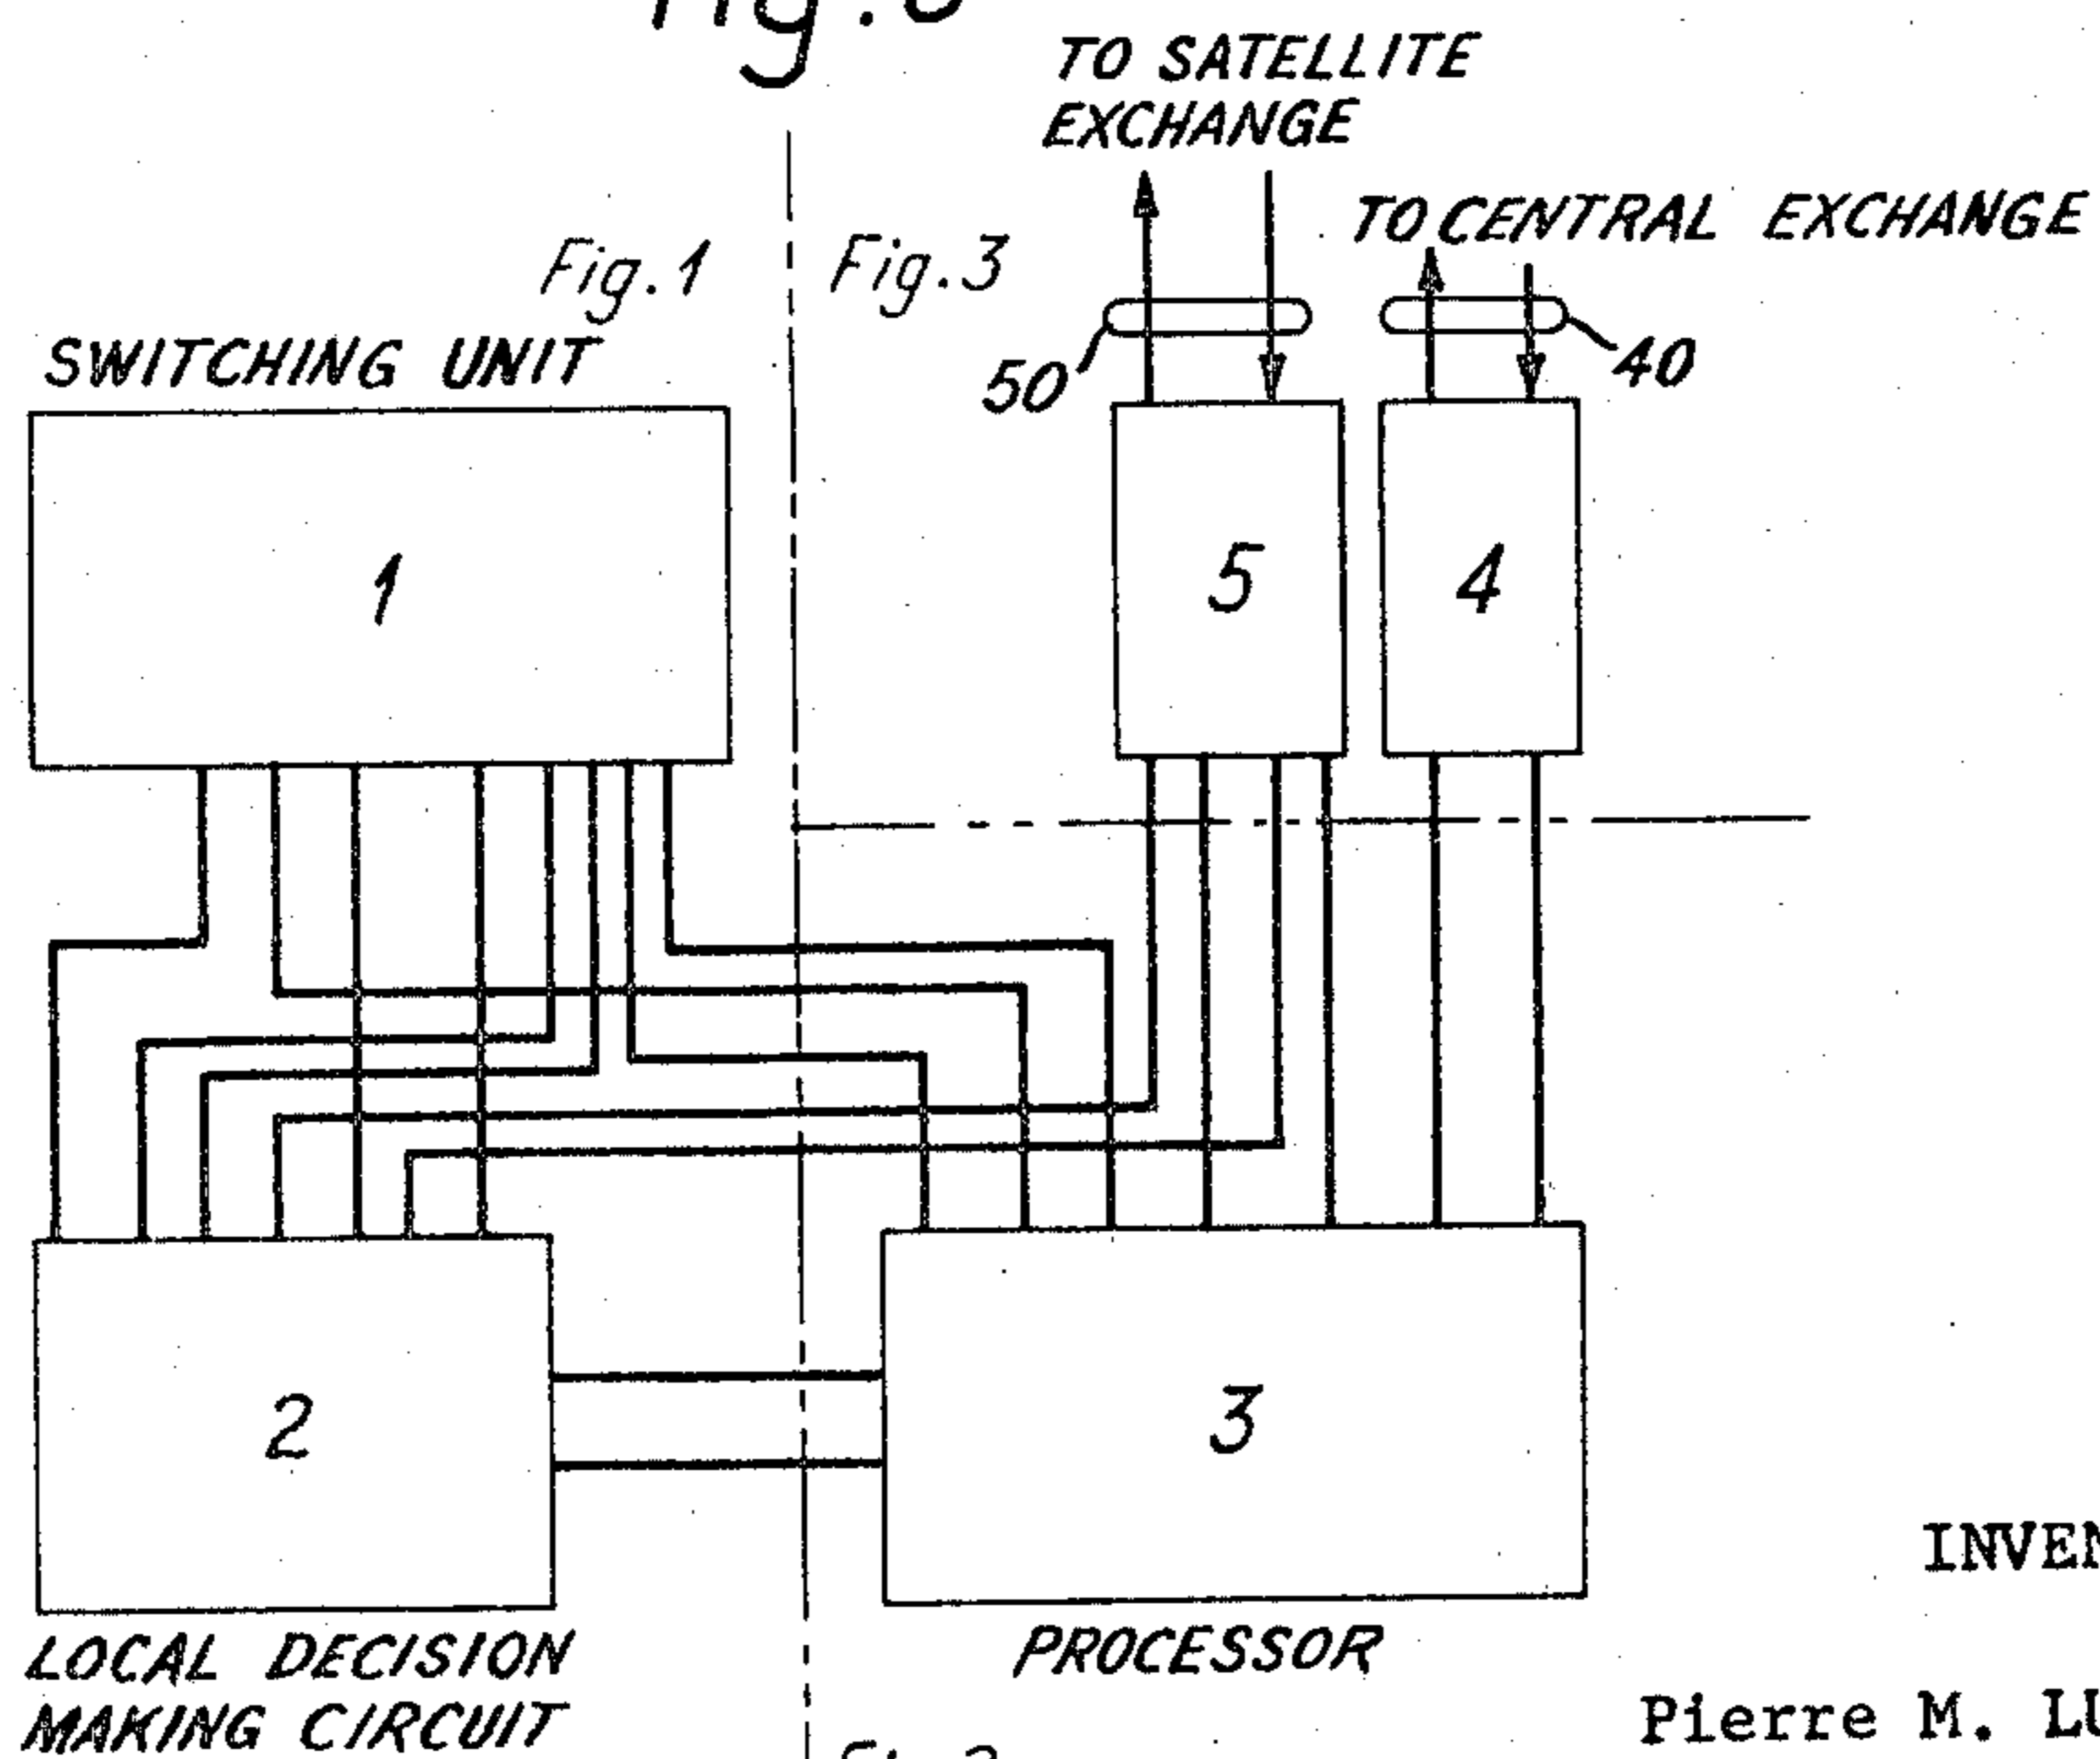 TO SATELLITE
EXCHANGE
TO CENTRAL EXCHANGE
Fig. 1
Fig. 3
50
40
SWITCHING UNIT
1
5
4
2
3
LOCAL DECISION
MAKING CIRCUIT
PROCESSOR
Pierre M.